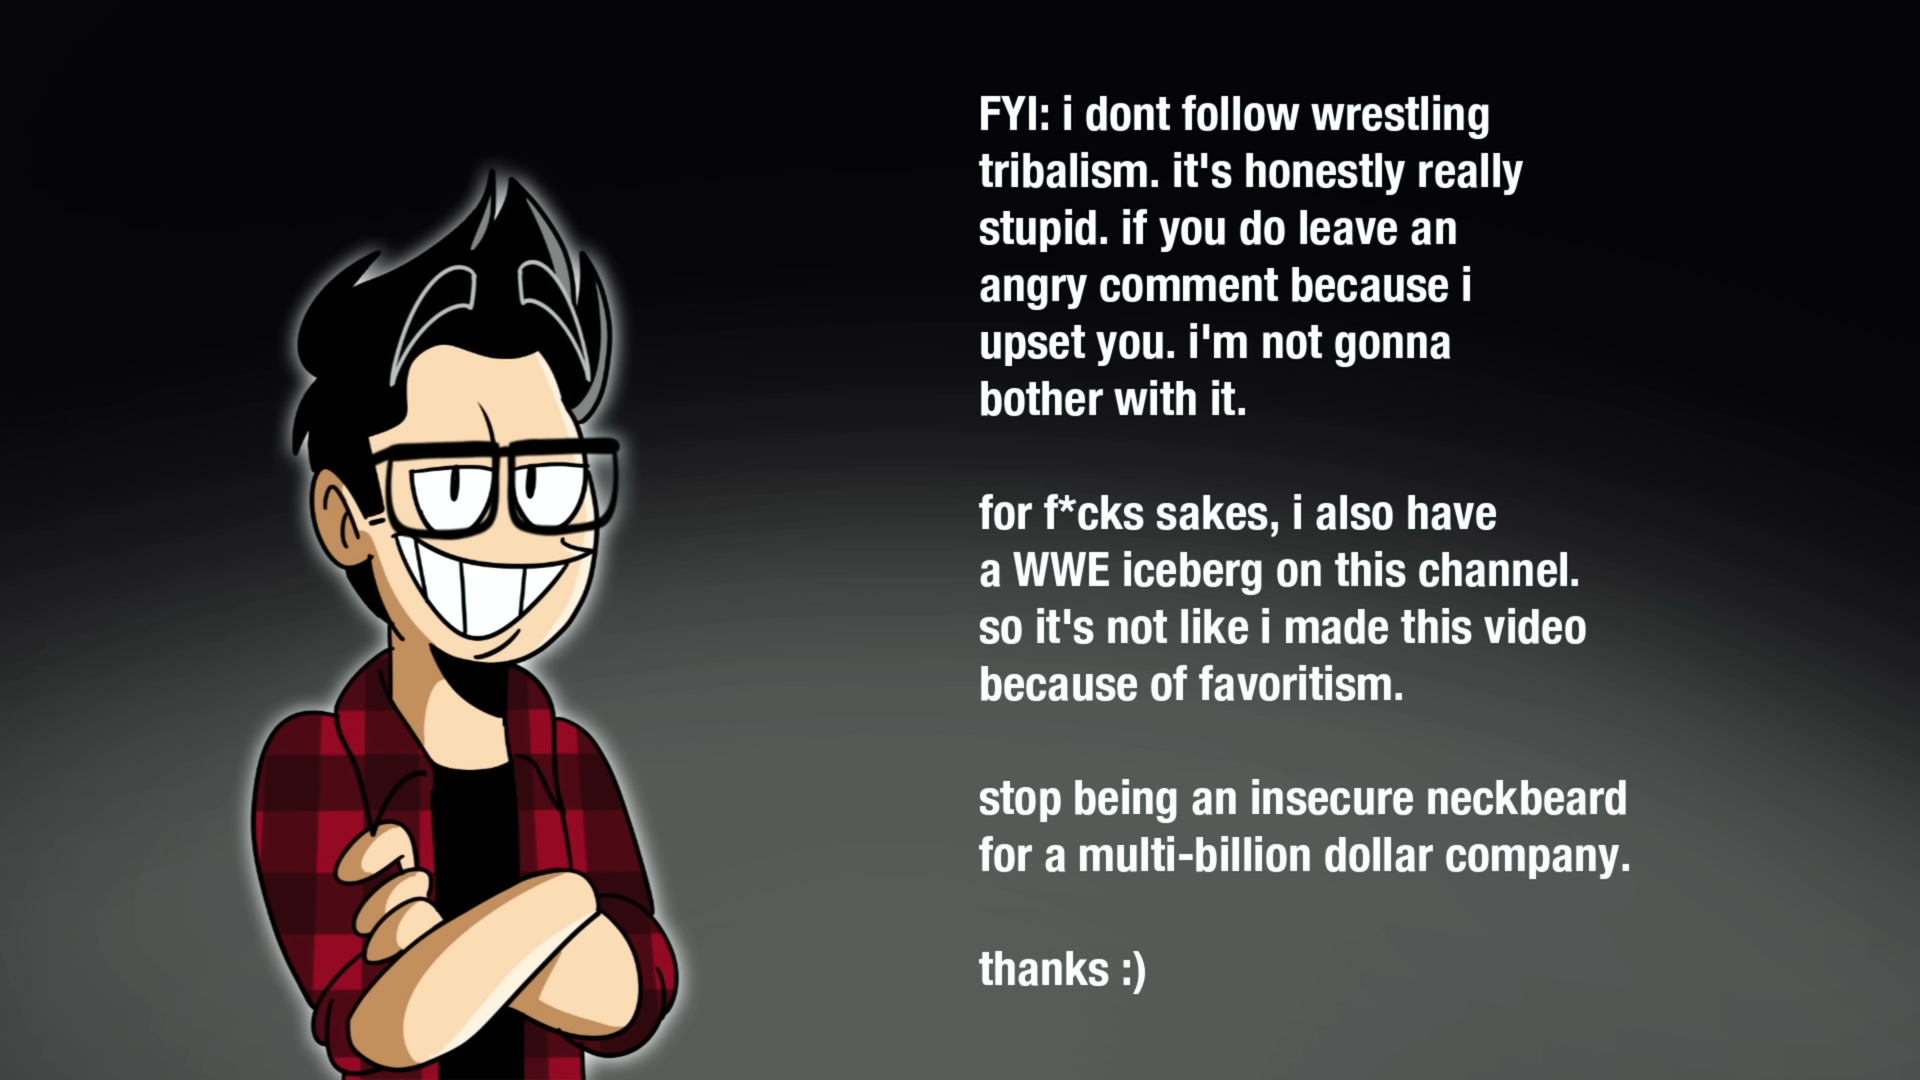 FYI: i dont follow wrestling
tribalism. it's honestly really
stupid. if you do leave an
angry comment because i
upset you. i'm not gonna
bother with it.
for f*cks sakes, i also have
a WWE iceberg on this channel.
so it's not like i made this video
because of favoritism.
stop being an insecure neckbeard
for a multi-billion dollar company.
thanks :)